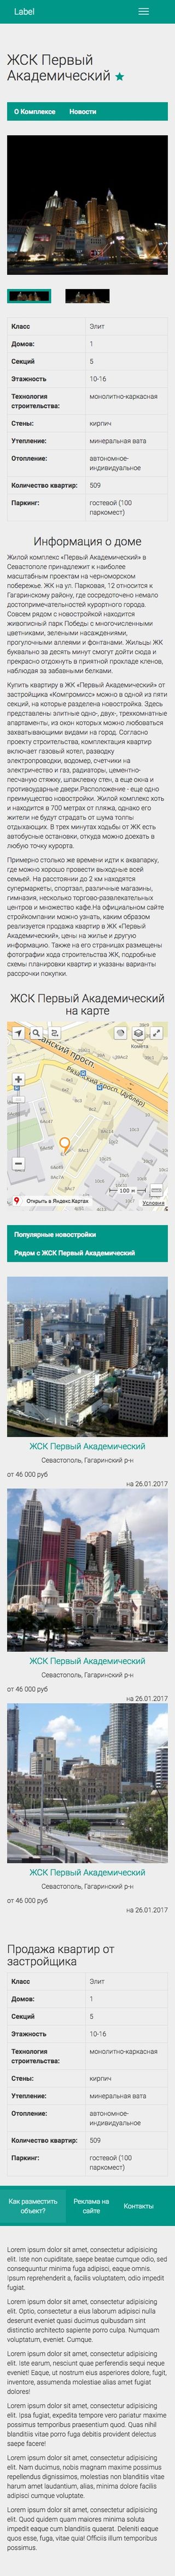 Label
ЖСК Первый
Академический
О Комплексе Новости
Класс Элит
Домов: 1
Секций 5
Этажность 10-16
Технология строительства: монолитно-каркасная
Стены: кирпич
Утепление: минеральная вата
Отопление: автономно-индивидуальное
Количество квартир: 509
Паркинг: гостевой (100 паркомест)
Информация о доме
Жилой комплекс «Первый Академический» в
Севастополе принадлежит к наиболее
масштабным проектам на черноморском
побережье. ЖК на ул. Парковая, 12 относится к
Гагаринскому району, где сосредоточено немало
достопримечательностей курортного города.
Совсем рядом с новостройкой находится
живописный парк Победы с многочисленными
цветниками, зелеными насаждениями,
прогулочными аллеями и фонтанами. Жильцы ЖК
буквально за десять минут смогут дойти сюда и
прекрасно отдохнуть в приятной прохладе кленов,
наблюдая за забавными белками.
Купить квартиру в ЖК «Первый Академический» от
застройщика «Компромисс» можно в одной из пяти
секций, на которые разделена новостройка. Здесь
представлены уютные одно-, двух-, трехкомнатные
апартаменты, из окон которых можно любоваться
захватывающими видами на город. Согласно
проекту строительства, комплектация квартир
включает газовый котел, разводку
электропроводки, водомер, счетчики на
электричество и газ, радиаторы, цементно-
песчаную стяжку, шпаклевку стен, а еще окна и
противоударные двери.Расположение - еще одно
преимущество новостройки. Жилой комплекс хоть
и находится в 700 метрах от пляжа, однако его
жители не будут страдать от шума толпы
отдыхающих. В трех минутах ходьбы от ЖК есть
автобусные остановки, откуда можно доехать в
любую точку курорта.
Примерно столько же времени идти к аквапарку,
где можно хорошо провести выходные всей
семьей. На расстоянии до 2 км находятся
супермаркеты, спортзал, различные магазины,
гимназия, несколько торгово-развлекательных
центров и множество кафе.На официальном сайте
стройкомпании можно узнать, каким образом
реализуется продажа квартир в ЖК «Первый
Академический», цены на жилье и другую
информацию. Также на его страницах размещены
фотографии хода строительства ЖК, подробные
схемы планировки квартир и указаны варианты
рассрочки покупки.
ЖСК Первый Академический
на карте
Комета
Рижский просп. (дублёр)
100 м
Открыть в Яндекс.Картах
Условия
Популярные новостройки
Рядом с ЖСК Первый Академический
ЖСК Первый Академический
Севастополь, Гагаринский р-н
от 46 000 руб
на 26.01.2017
ЖСК Первый Академический
Севастополь, Гагаринский р-н
от 46 000 руб
на 26.01.2017
ЖСК Первый Академический
Севастополь, Гагаринский р-н
от 46 000 руб
на 26.01.2017
Продажа квартир от
застройщика
Класс Элит
Домов: 1
Секций 5
Этажность 10-16
Технология строительства: монолитно-каркасная
Стены: кирпич
Утепление: минеральная вата
Отопление: автономно-индивидуальное
Количество квартир: 509
Паркинг: гостевой (100 паркомест)
Как разместить объект? Реклама на сайте Контакты
Lorem ipsum dolor sit amet, consectetur adipisicing
elit. Iste non cupiditate, saepe beatae cumque odio, sed
consequuntur minima fuga adipisci, eaque omnis.
Ipsum reprehenderit a, facilis voluptatem, odio impedit
fugiat.
Lorem ipsum dolor sit amet, consectetur adipisicing
elit. Optio, consectetur a eius laborum adipisci nulla
deserunt eveniet quasi ducimus quibusdam sint
distinctio architecto sapiente porro culpa. Numquam
voluptatum, eveniet. Cumque.
Lorem ipsum dolor sit amet, consectetur adipisicing
elit. Iste earum, nesciunt quae perferendis sequi neque
eveniet! Eaque, ut nostrum eius asperiores dolore, fugit,
inventore, assumenda molestiae alias amet fugiat
dolores!
Lorem ipsum dolor sit amet, consectetur adipisicing
elit. Ipsa fugiat, expedita tempore vero pariatur maxime
possimus temporibus praesentium quod. Quas nihil
blanditiis vitae porro fuga debitis provident delectus
saepe facere!
Lorem ipsum dolor sit amet, consectetur adipisicing
elit. Nam ducimus, nobis magnam maxime possimus
repellendus dignissimos, molestias non blanditiis vitae
harum amet laudantium, alias, minima dolore facilis
adipisci cumque voluptate.
Lorem ipsum dolor sit amet, consectetur adipisicing
elit. Quod quidem quam maiores minima soluta
impedit eaque cum blanditiis quaerat. Deleniti eaque
quos esse, fuga, vitae quia! Officiis illum temporibus
possimus.